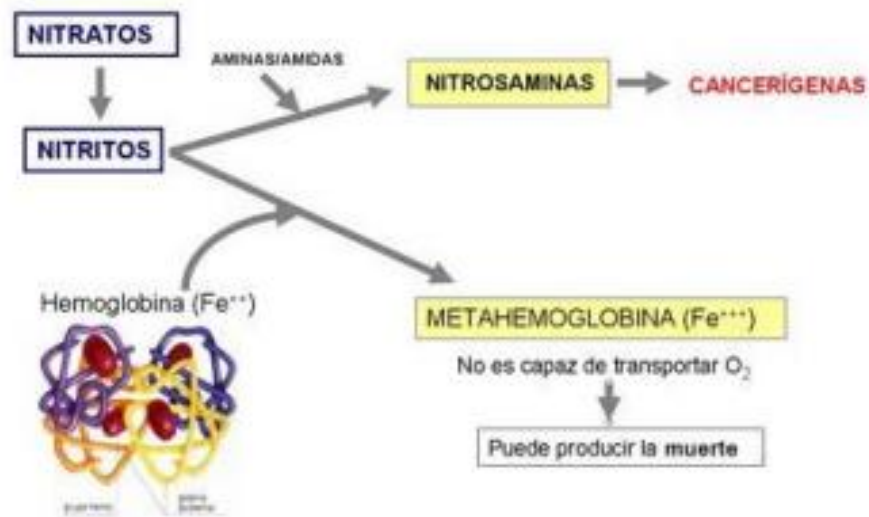 NITRATOS
AMINAS/AMIDAS
NITROSAMINAS
CANCERÍGENAS
NITRITOS
Hemoglobina (Fe⁺⁺)
METAHEMOGLOBINA (Fe⁺⁺⁺)
No es capaz de transportar O₂
Puede producir la muerte